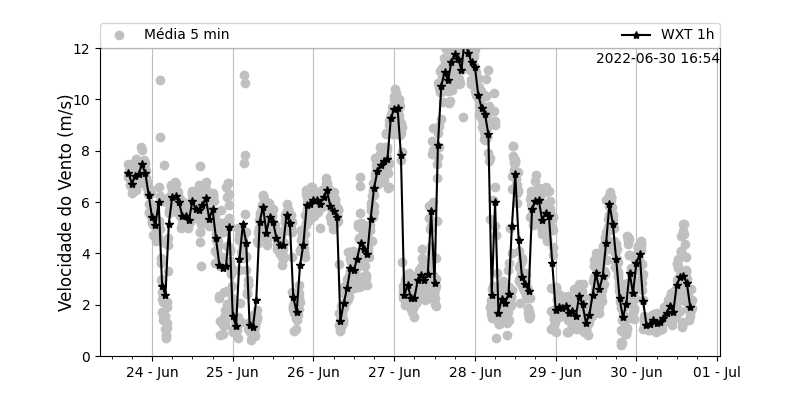 Média 5 min
WXT 1h
2022-06-30 16:54
Velocidade do Vento (m/s)
12
10
8
6
4
2
0
24 - Jun
25 - Jun
26 - Jun
27 - Jun
28 - Jun
29 - Jun
30 - Jun
01 - Jul